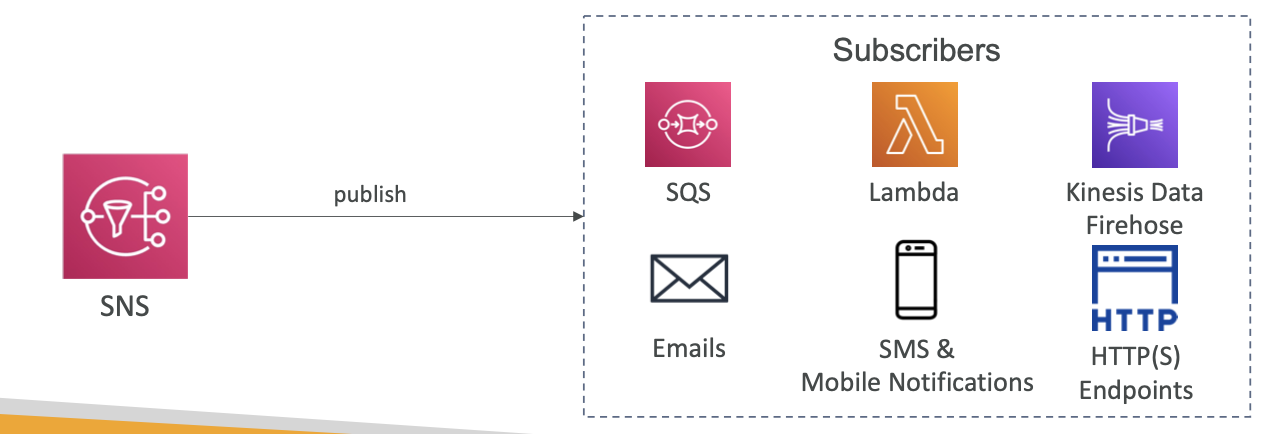 Subscribers
publish
SNS
SQS
Lambda
Kinesis Data
Firehose
Emails
SMS &
Mobile Notifications
HTTP
HTTP(S)
Endpoints